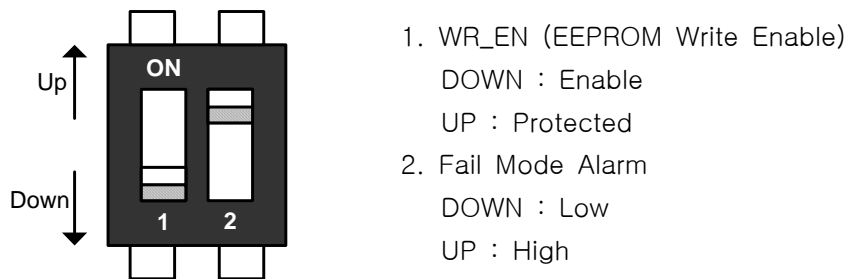 Up
Down
ON
1 2
1. WR_EN (EEPROM Write Enable)
DOWN : Enable
UP : Protected
2. Fail Mode Alarm
DOWN : Low
UP : High